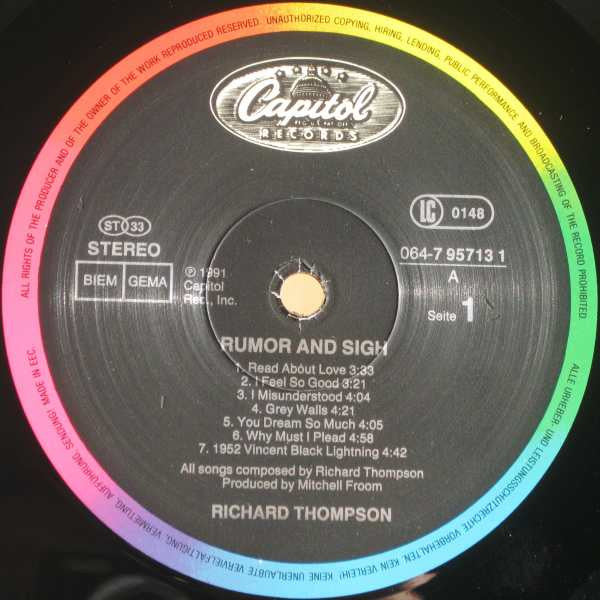 ALL RIGHTS OF THE PRODUCER AND OF THE OWNER OF THE WORK REPRODUCED RESERVED. UNAUTHORIZED COPYING, HIRING, LENDING, PUBLIC PERFORMANCE AND BROADCASTING OF THE RECORD PROHIBITED.
Capitol
RECORDS
ST 33
STEREO
BIEM GEMA
LC 0148
064-7 95713 1
A
Seite 1
℗ 1991
Capitol
Rec., Inc.
RUMOR AND SIGH
1. Read About Love 3:33
2. I Feel So Good 3:21
3. I Misunderstood 4:04
4. Grey Walls 4:21
5. You Dream So Much 4:05
6. Why Must I Plead 4:58
7. 1952 Vincent Black Lightning 4:42
All songs composed by Richard Thompson
Produced by Mitchell Froom
RICHARD THOMPSON
ALLE URHEBER- UND LEISTUNGSSCHUTZRECHTE VORBEHALTEN. KEIN VERLEIH! KEINE UNERLAUBTE VERVIELFÄLTIGUNG, VERMIETUNG, AUFFÜHRUNG, SENDUNG! MADE IN EEC.